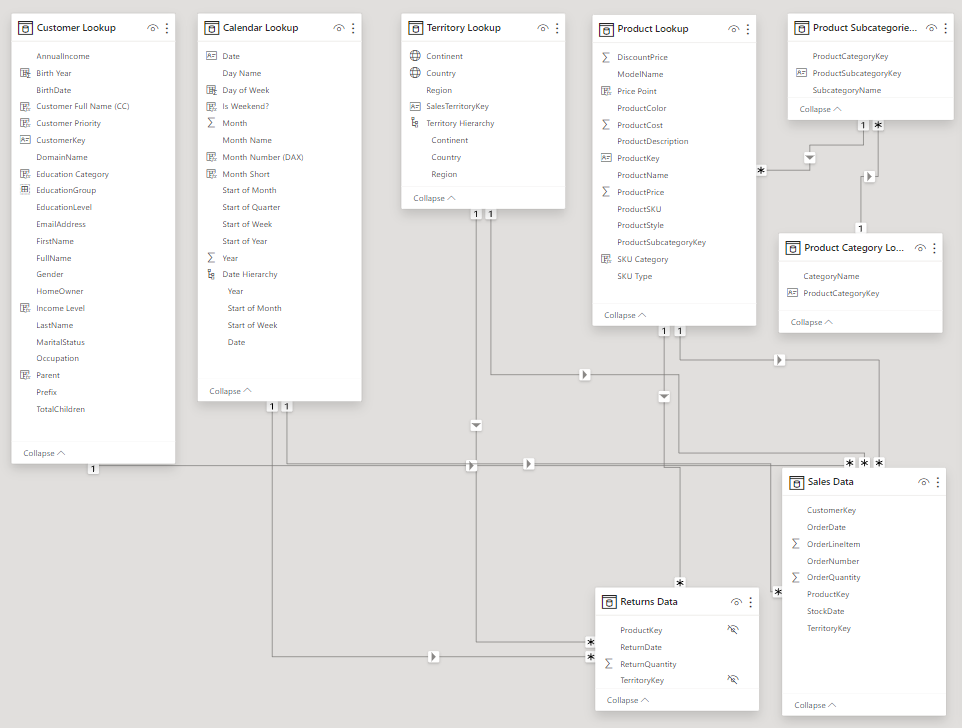 Customer Lookup
AnnualIncome
Birth Year
BirthDate
Customer Full Name (CC)
Customer Priority
CustomerKey
DomainName
Education Category
EducationGroup
EducationLevel
EmailAddress
FirstName
FullName
Gender
HomeOwner
Income Level
LastName
MaritalStatus
Occupation
Parent
Prefix
TotalChildren
Collapse
1
Calendar Lookup
Date
Day Name
Day of Week
Is Weekend?
Month
Month Name
Month Number (DAX)
Month Short
Start of Month
Start of Quarter
Start of Week
Start of Year
Year
Date Hierarchy
Year
Start of Month
Start of Week
Date
Collapse
1 1
Territory Lookup
Continent
Country
Region
SalesTerritoryKey
Territory Hierarchy
Continent
Country
Region
Collapse
1 1
Product Lookup
DiscountPrice
ModelName
Price Point
ProductColor
ProductCost
ProductDescription
ProductKey
ProductName
ProductPrice
ProductSKU
ProductStyle
ProductSubcategoryKey
SKU Category
SKU Type
Collapse
1 1
*
Product Subcategorie...
ProductCategoryKey
ProductSubcategoryKey
SubcategoryName
Collapse
1 *
1
Product Category Lo...
CategoryName
ProductCategoryKey
Collapse
* * *
*
Sales Data
CustomerKey
OrderDate
OrderLineItem
OrderNumber
OrderQuantity
ProductKey
StockDate
TerritoryKey
Collapse
*
*
*
Returns Data
ProductKey
ReturnDate
ReturnQuantity
TerritoryKey
Collapse